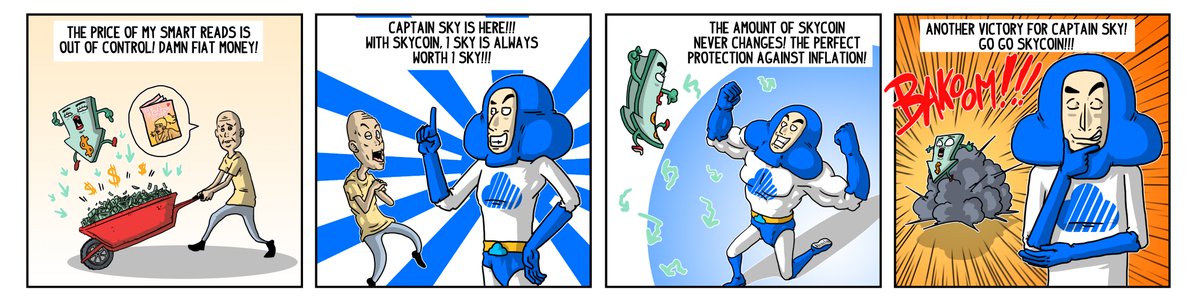 THE PRICE OF MY SMART READS IS
OUT OF CONTROL! DAMN FIAT MONEY!
CAPTAIN SKY IS HERE!!!
WITH SKYCOIN, 1 SKY IS ALWAYS
WORTH 1 SKY!!!
THE AMOUNT OF SKYCOIN
NEVER CHANGES! THE PERFECT
PROTECTION AGAINST INFLATION!
ANOTHER VICTORY FOR CAPTAIN SKY!
GO GO SKYCOIN!!!
BAKOOM!!!